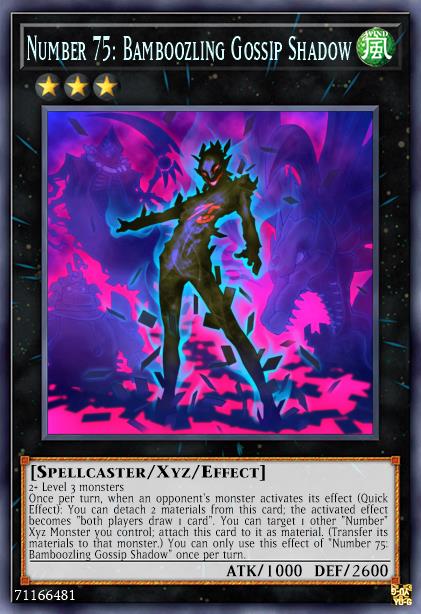 Number 75: Bamboozling Gossip Shadow
WIND
風
[Spellcaster/Xyz/Effect]
2+ Level 3 monsters
Once per turn, when an opponent's monster activates its effect (Quick
Effect): You can detach 2 materials from this card; the activated effect
becomes "both players draw 1 card". You can target 1 other "Number"
Xyz Monster you control; attach this card to it as material. (Transfer its
materials to that monster.) You can only use this effect of "Number 75:
Bamboozling Gossip Shadow" once per turn.
ATK/1000 DEF/2600
71166481